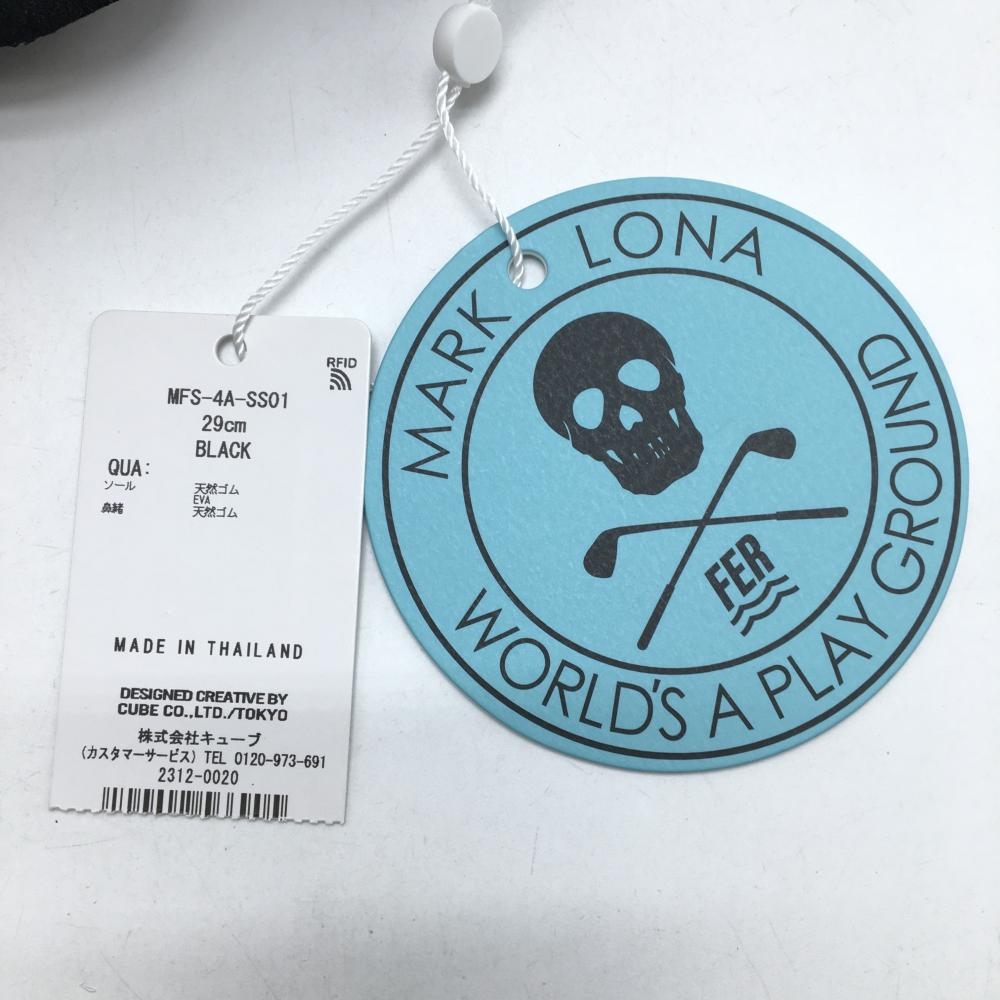 RFID
MFS-4A-SS01
29cm
BLACK
QUA:
ソール 天然ゴム
EVA
鼻緒 天然ゴム
MADE IN THAILAND
DESIGNED CREATIVE BY
CUBE CO.,LTD./TOKYO
株式会社キューブ
(カスタマーサービス) TEL 0120-973-691
2312-0020
MARK LONA
WORLD'S A PLAY GROUND
FER